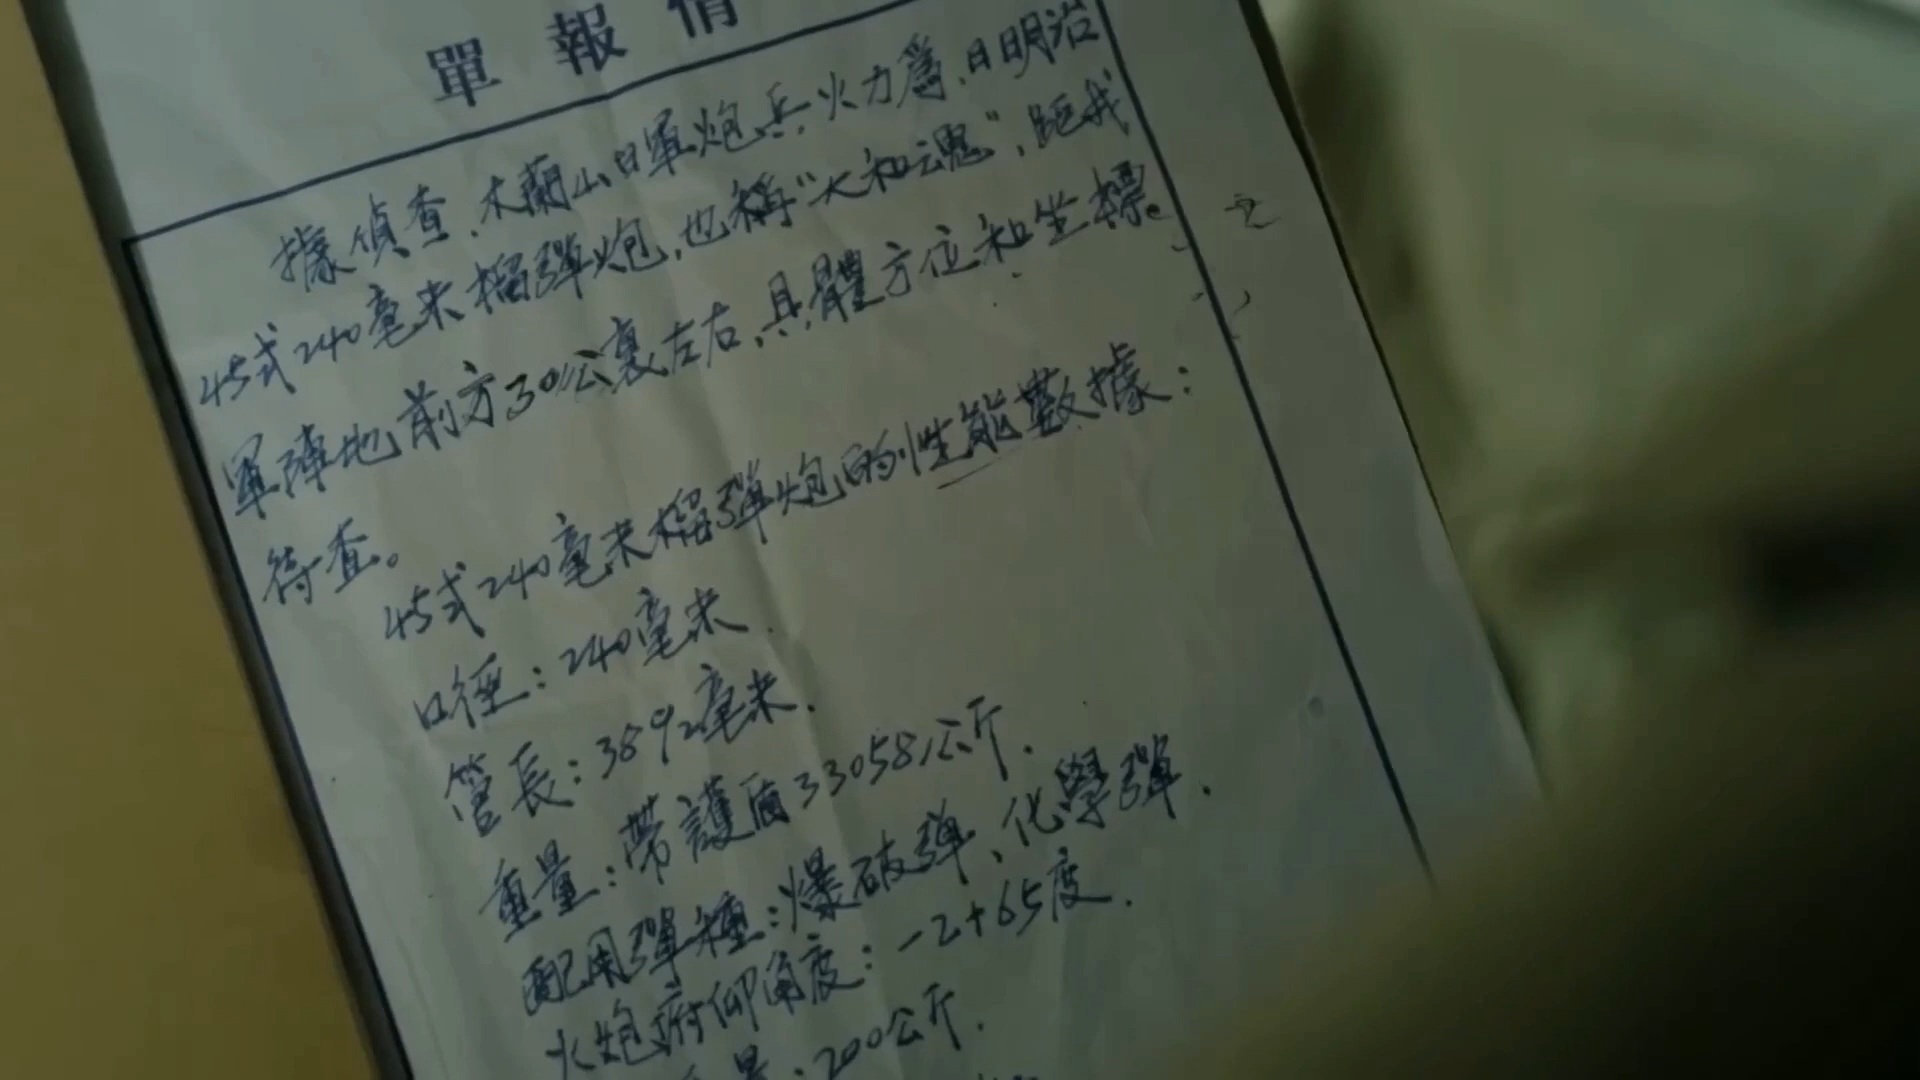 單報情
據偵查，木蘭山日軍炮兵火力爲，日明治
45式240毫米榴彈炮，也稱“大和魂”，距我
軍陣地前方30公裏左右，具體方位和坐標
待查。
45式240毫米榴彈炮的性能數據：
口徑：240毫米．
管長：3892毫米．
重量：帶護盾33058公斤．
配用彈種：爆破彈、化學彈．
火炮府仰角度：-2+65度．
量：200公斤．